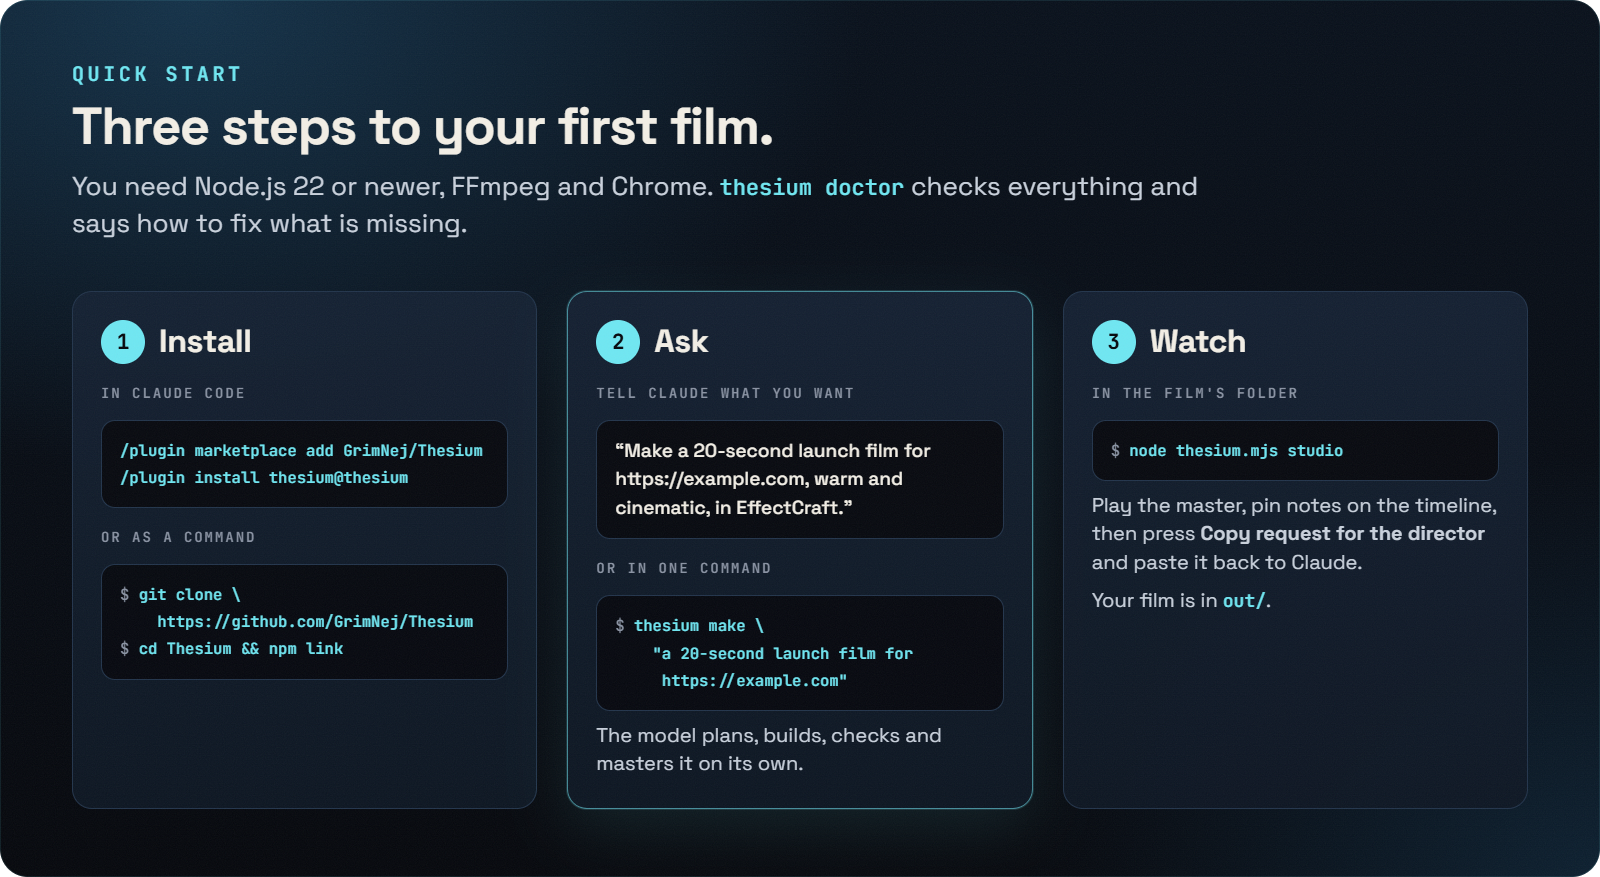 QUICK START
Three steps to your first film.
You need Node.js 22 or newer, FFmpeg and Chrome. thesium doctor checks everything and
says how to fix what is missing.
1 Install
IN CLAUDE CODE
/plugin marketplace add GrimNej/Thesium
/plugin install thesium@thesium
OR AS A COMMAND
$ git clone \
https://github.com/GrimNej/Thesium
$ cd Thesium && npm link
2 Ask
TELL CLAUDE WHAT YOU WANT
“Make a 20-second launch film for
https://example.com, warm and
cinematic, in EffectCraft.”
OR IN ONE COMMAND
$ thesium make \
"a 20-second launch film for
https://example.com"
The model plans, builds, checks and
masters it on its own.
3 Watch
IN THE FILM'S FOLDER
$ node thesium.mjs studio
Play the master, pin notes on the timeline,
then press Copy request for the director
and paste it back to Claude.
Your film is in out/.